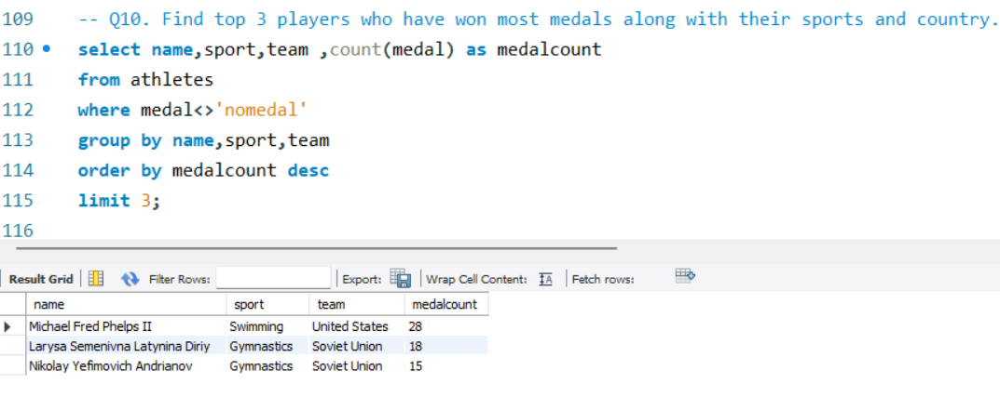 109 -- Q10. Find top 3 players who have won most medals along with their sports and country.
110 select name,sport,team ,count(medal) as medalcount
111 from athletes
112 where medal<>'nomedal'
113 group by name,sport,team
114 order by medalcount desc
115 limit 3;
116
Result Grid Filter Rows: Export: Wrap Cell Content: IA Fetch rows:
name sport team medalcount
Michael Fred Phelps II Swimming United States 28
Larysa Semenivna Latynina Diriy Gymnastics Soviet Union 18
Nikolay Yefimovich Andrianov Gymnastics Soviet Union 15